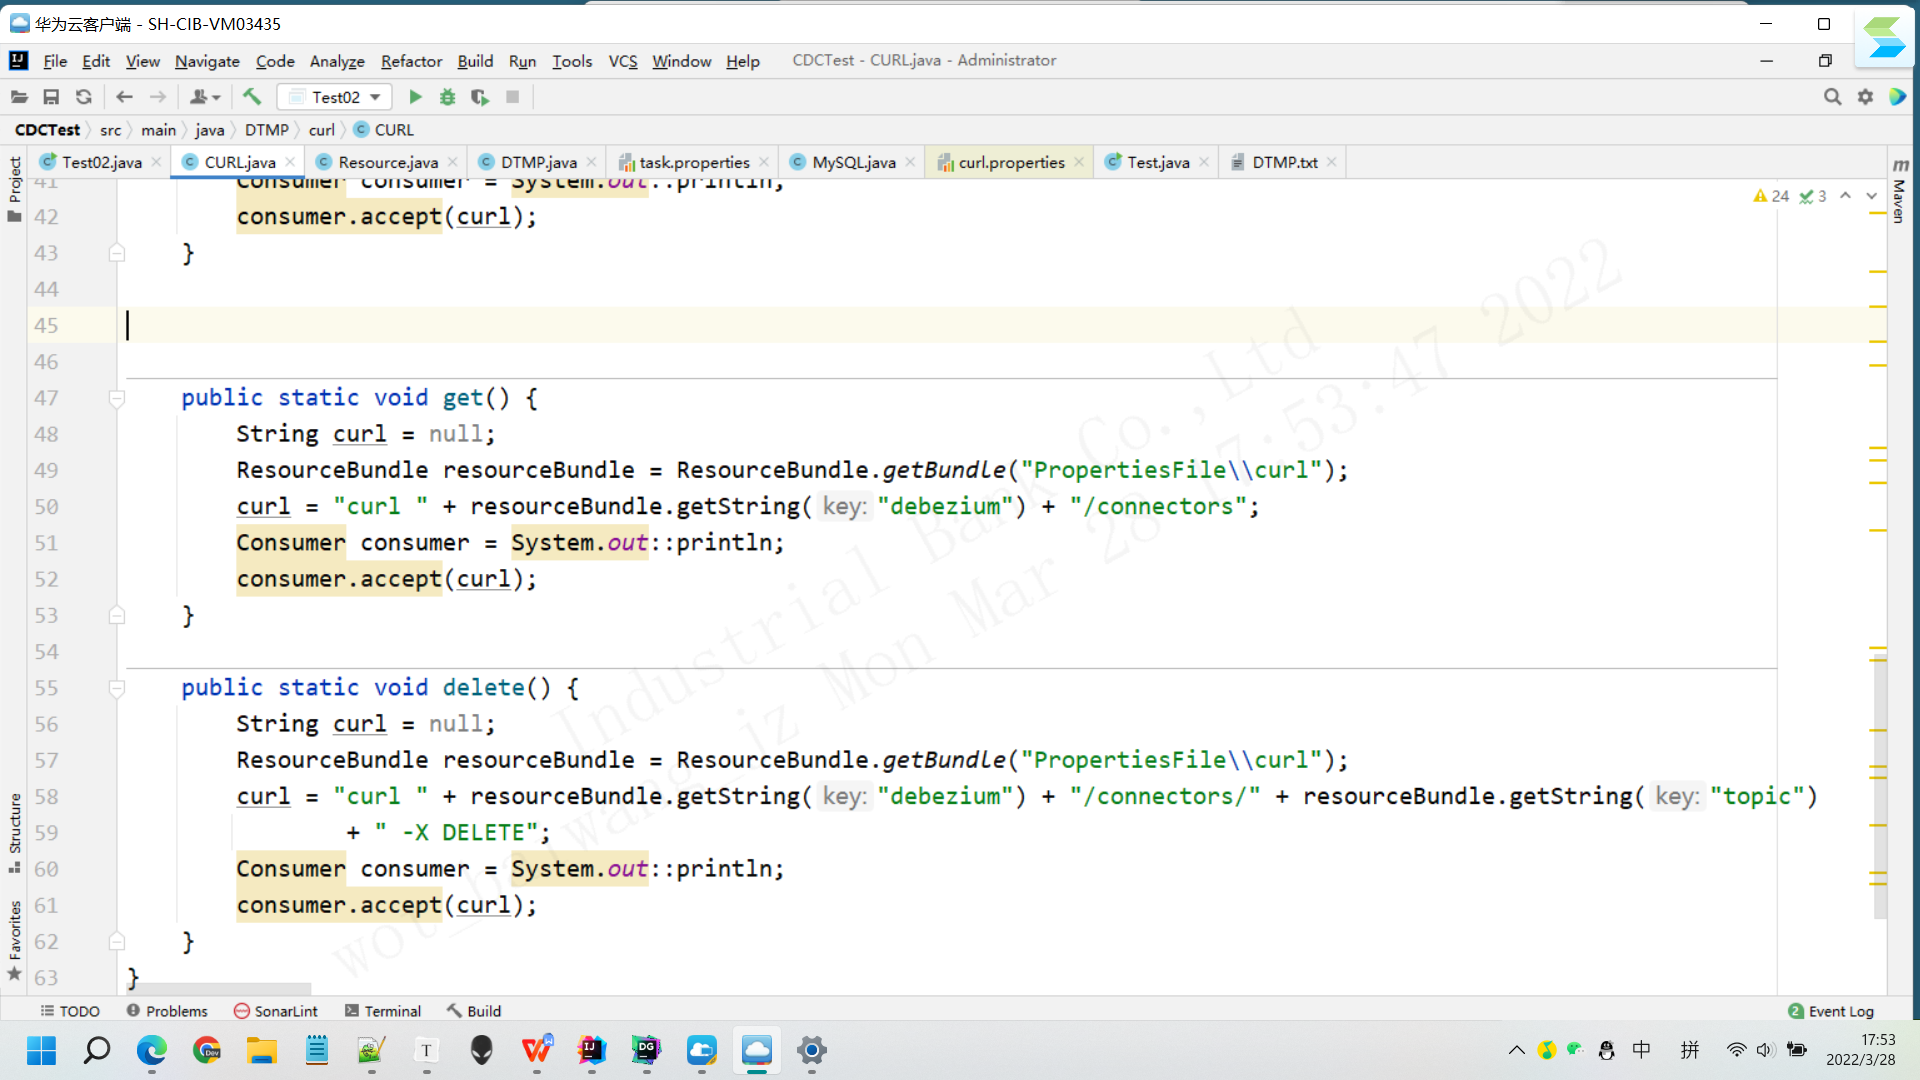 华为云客户端 - SH-CIB-VM03435
File Edit View Navigate Code Analyze Refactor Build Run Tools VCS Window Help CDCTest - CURL.java - Administrator
Test02
CDCTest src main java DTMP curl CURL
Test02.java CURL.java Resource.java DTMP.java task.properties MySQL.java curl.properties Test.java DTMP.txt
Project
Maven
24 3
41 Consumer consumer = System.out::println;
42 consumer.accept(curl);
43 }
44
45
46
47 public static void get() {
48 String curl = null;
49 ResourceBundle resourceBundle = ResourceBundle.getBundle("PropertiesFile\\curl");
50 curl = "curl " + resourceBundle.getString( key: "debezium") + "/connectors";
51 Consumer consumer = System.out::println;
52 consumer.accept(curl);
53 }
54
55 public static void delete() {
56 String curl = null;
57 ResourceBundle resourceBundle = ResourceBundle.getBundle("PropertiesFile\\curl");
58 curl = "curl " + resourceBundle.getString( key: "debezium") + "/connectors/" + resourceBundle.getString( key: "topic")
59 + " -X DELETE";
60 Consumer consumer = System.out::println;
61 consumer.accept(curl);
62 }
63 }
Industrial Bank Co.,Ltd
Mon Mar 28 17:53:47 2022
Structure
Favorites
TODO Problems SonarLint Terminal Build 2 Event Log
中 拼
17:53
2022/3/28